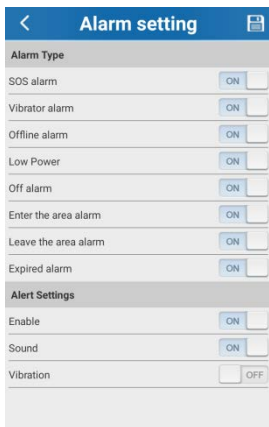 Alarm setting
Alarm Type
SOS alarm ON
Vibrator alarm ON
Offline alarm ON
Low Power ON
Off alarm ON
Enter the area alarm ON
Leave the area alarm ON
Expired alarm ON
Alert Settings
Enable ON
Sound ON
Vibration OFF